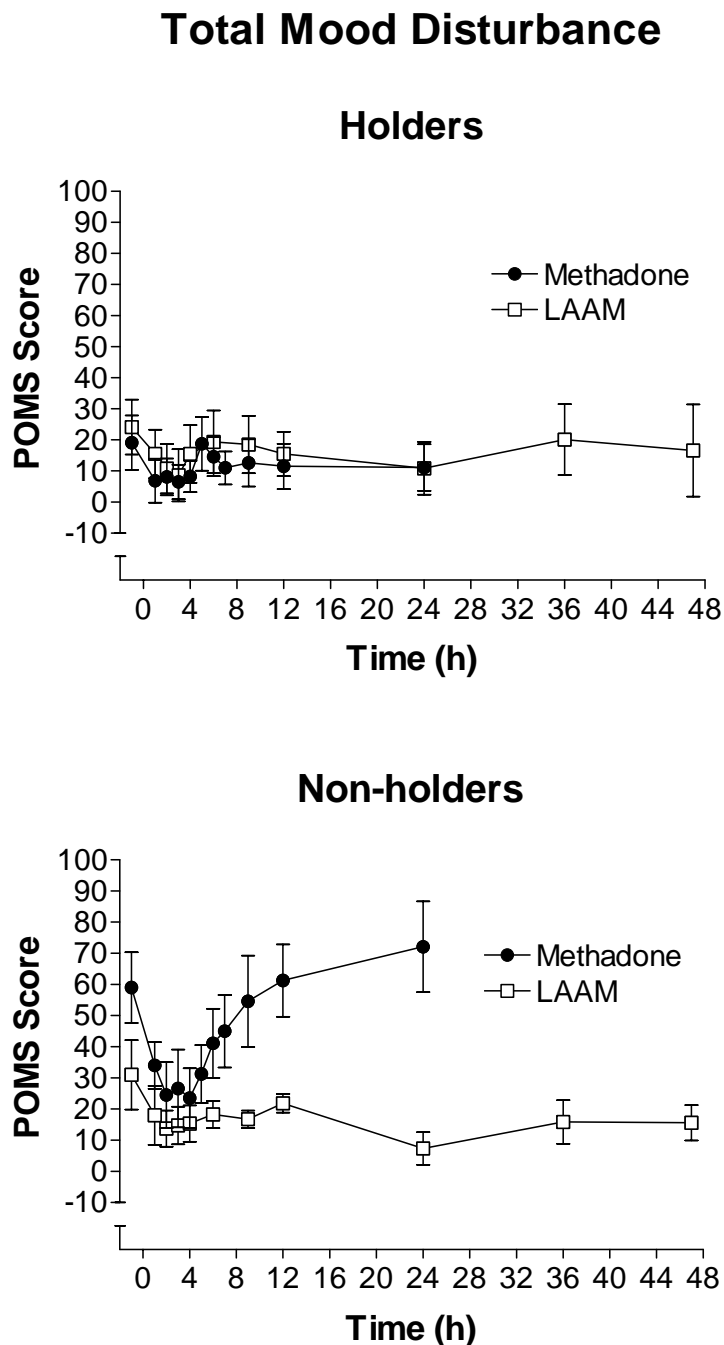 Total Mood Disturbance
Holders
100
90
80
70
60
50
40
30
20
10
0
-10
POMS Score
Methadone
LAAM
0 4 8 12 16 20 24 28 32 36 40 44 48
Time (h)
Non-holders
100
90
80
70
60
50
40
30
20
10
0
-10
POMS Score
Methadone
LAAM
0 4 8 12 16 20 24 28 32 36 40 44 48
Time (h)